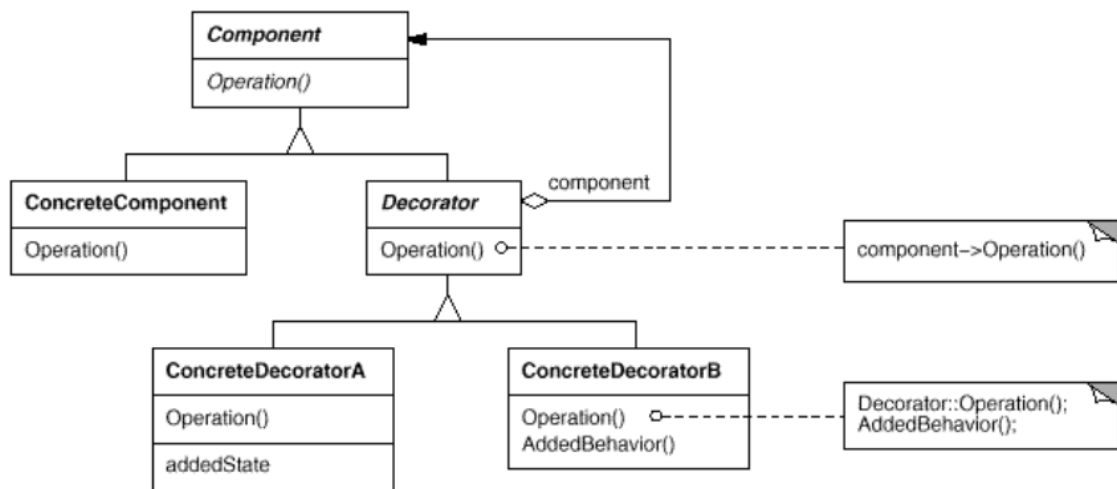 Component
Operation()
component
ConcreteComponent
Operation()
Decorator
Operation()
component->Operation()
ConcreteDecoratorA
Operation()
addedState
ConcreteDecoratorB
Operation()
AddedBehavior()
Decorator::Operation();
AddedBehavior();